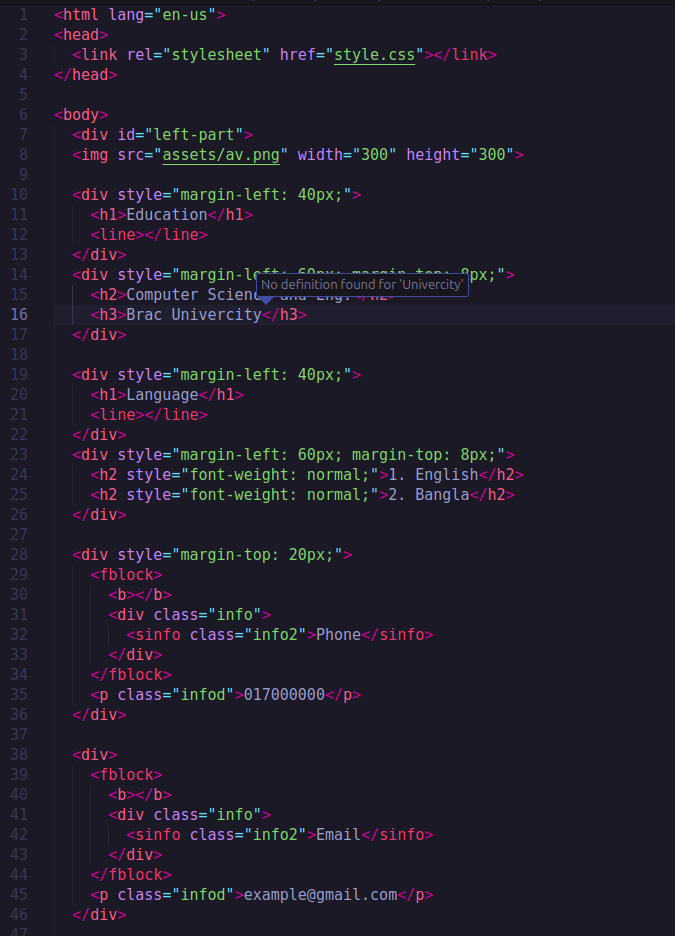 1 <html lang="en-us">
2 <head>
3 <link rel="stylesheet" href="style.css"></link>
4 </head>
5
6 <body>
7 <div id="left-part">
8 <img src="assets/av.png" width="300" height="300">
9
10 <div style="margin-left: 40px;">
11 <h1>Education</h1>
12 <line></line>
13 </div>
14 <div style="margin-left: 60px; margin-top: 8px;">
No definition found for 'Univercity'
15 <h2>Computer Science and Eng.</h2>
16 <h3>Brac Univercity</h3>
17 </div>
18
19 <div style="margin-left: 40px;">
20 <h1>Language</h1>
21 <line></line>
22 </div>
23 <div style="margin-left: 60px; margin-top: 8px;">
24 <h2 style="font-weight: normal;">1. English</h2>
25 <h2 style="font-weight: normal;">2. Bangla</h2>
26 </div>
27
28 <div style="margin-top: 20px;">
29 <fblock>
30 <b></b>
31 <div class="info">
32 <sinfo class="info2">Phone</sinfo>
33 </div>
34 </fblock>
35 <p class="infod">017000000</p>
36 </div>
37
38 <div>
39 <fblock>
40 <b></b>
41 <div class="info">
42 <sinfo class="info2">Email</sinfo>
43 </div>
44 </fblock>
45 <p class="infod">example@gmail.com</p>
46 </div>
47